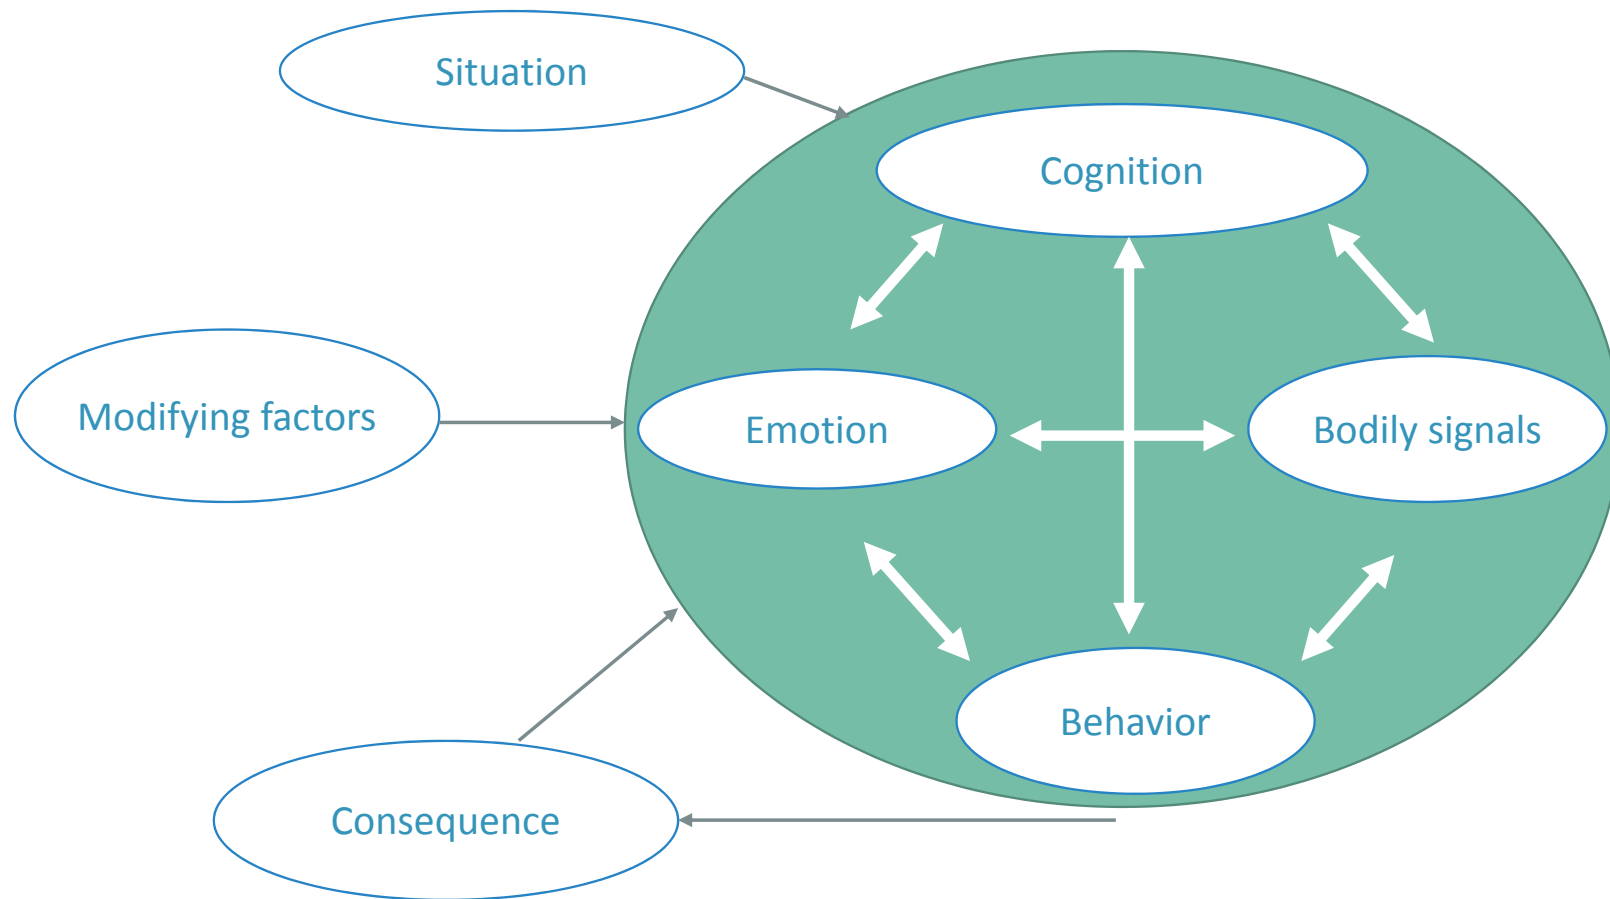 Situation
Cognition
Modifying factors
Emotion
Bodily signals
Behavior
Consequence